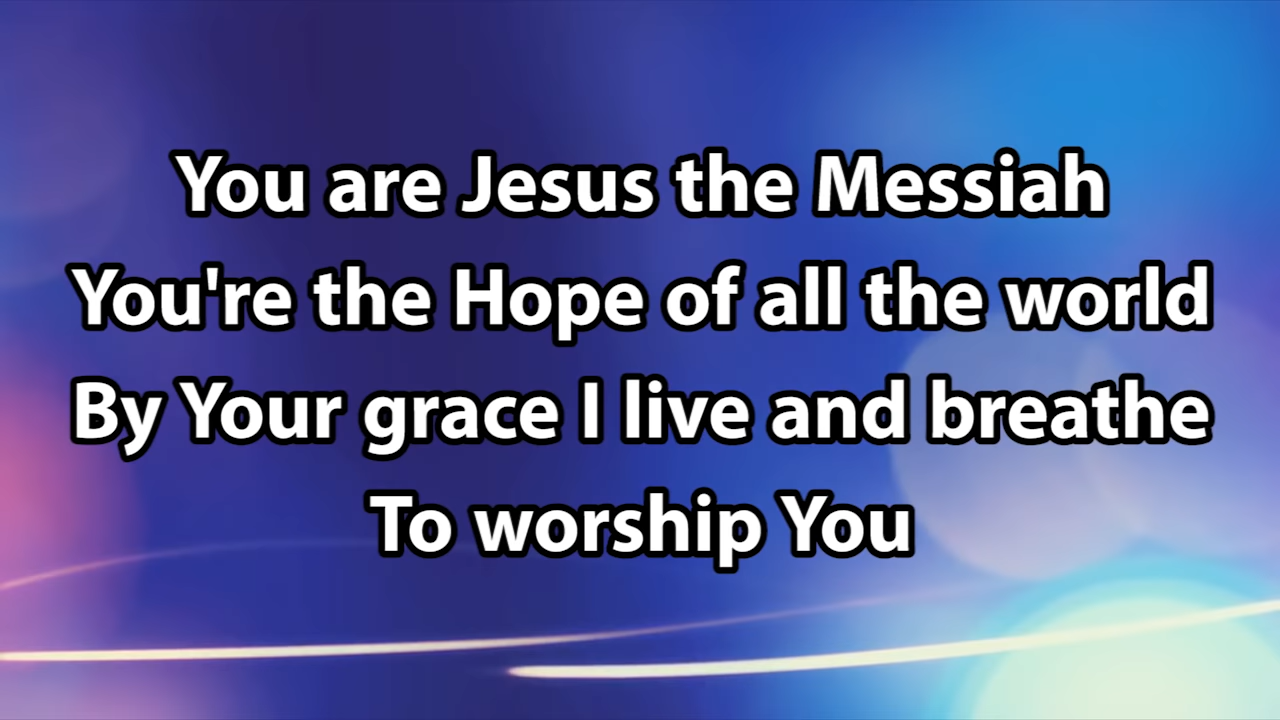 You are Jesus the Messiah
You're the Hope of all the world
By Your grace I live and breathe
To worship You